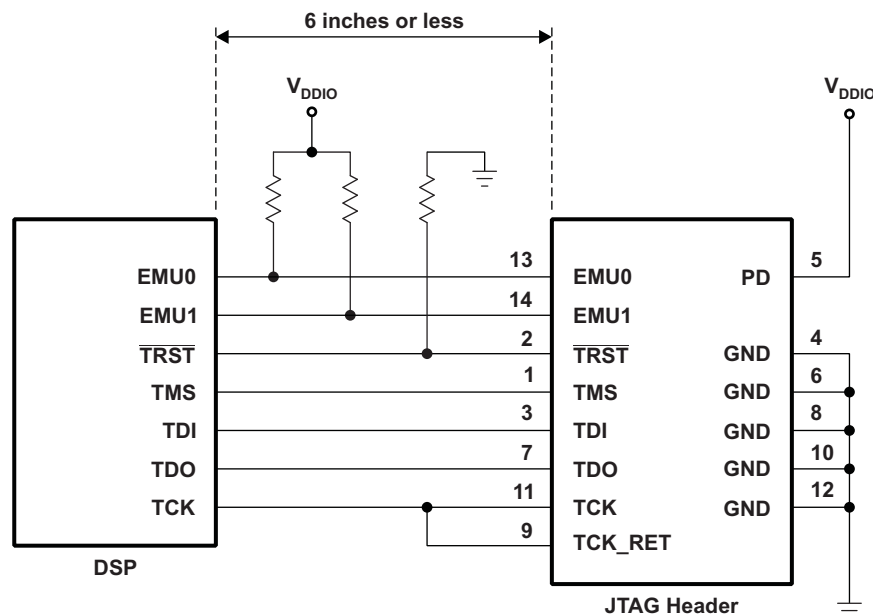 6 inches or less
VDDIO
VDDIO
13
EMU0
EMU0
PD
5
14
EMU1
EMU1
2
TRST
TRST
GND
4
1
TMS
TMS
GND
6
3
TDI
TDI
GND
8
7
TDO
TDO
GND
10
11
TCK
TCK
GND
12
9
TCK_RET
DSP
JTAG Header